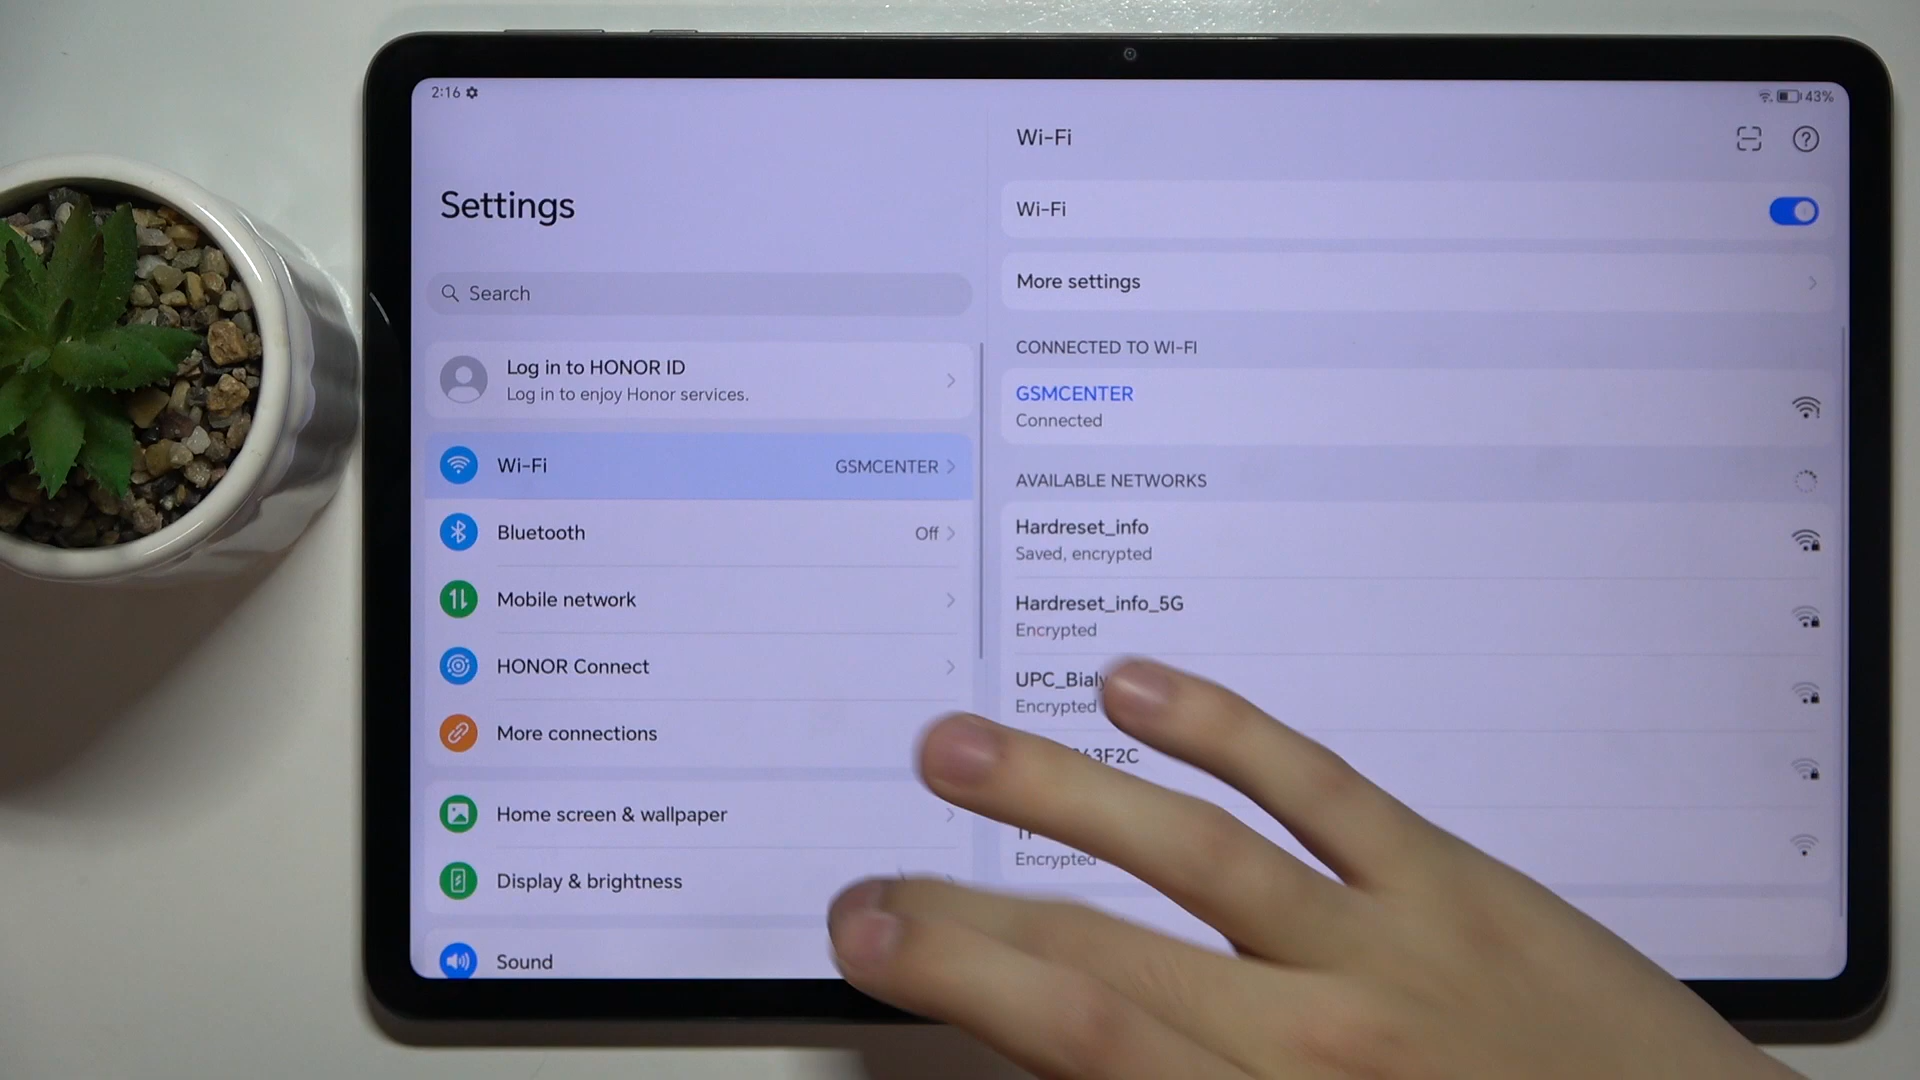 2:16
43%
Settings
Search
Log in to HONOR ID
Log in to enjoy Honor services.
Wi-Fi
GSMCENTER
Bluetooth
Off
Mobile network
HONOR Connect
More connections
Home screen & wallpaper
Display & brightness
Sound
Wi-Fi
Wi-Fi
More settings
CONNECTED TO WI-FI
GSMCENTER
Connected
AVAILABLE NETWORKS
Hardreset_info
Saved, encrypted
Hardreset_info_5G
Encrypted
UPC_Bialy
Encrypted
3F2C
Encrypted